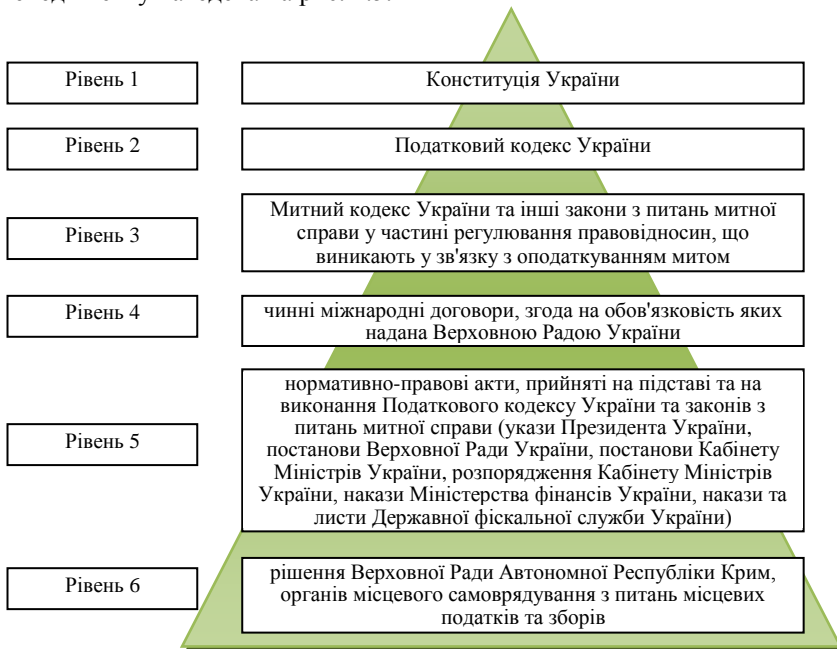 Рівень 1
Конституція України
Рівень 2
Податковий кодекс України
Рівень 3
Митний кодекс України та інші закони з питань митної
справи у частині регулювання правовідносин, що
виникають у зв'язку з оподаткуванням митом
Рівень 4
чинні міжнародні договори, згода на обов'язковість яких
надана Верховною Радою України
Рівень 5
нормативно-правові акти, прийняті на підставі та на
виконання Податкового кодексу України та законів з
питань митної справи (укази Президента України,
постанови Верховної Ради України, постанови Кабінету
Міністрів України, розпорядження Кабінету Міністрів
України, накази Міністерства фінансів України, накази та
листи Державної фіскальної служби України)
Рівень 6
рішення Верховної Ради Автономної Республіки Крим,
органів місцевого самоврядування з питань місцевих
податків та зборів